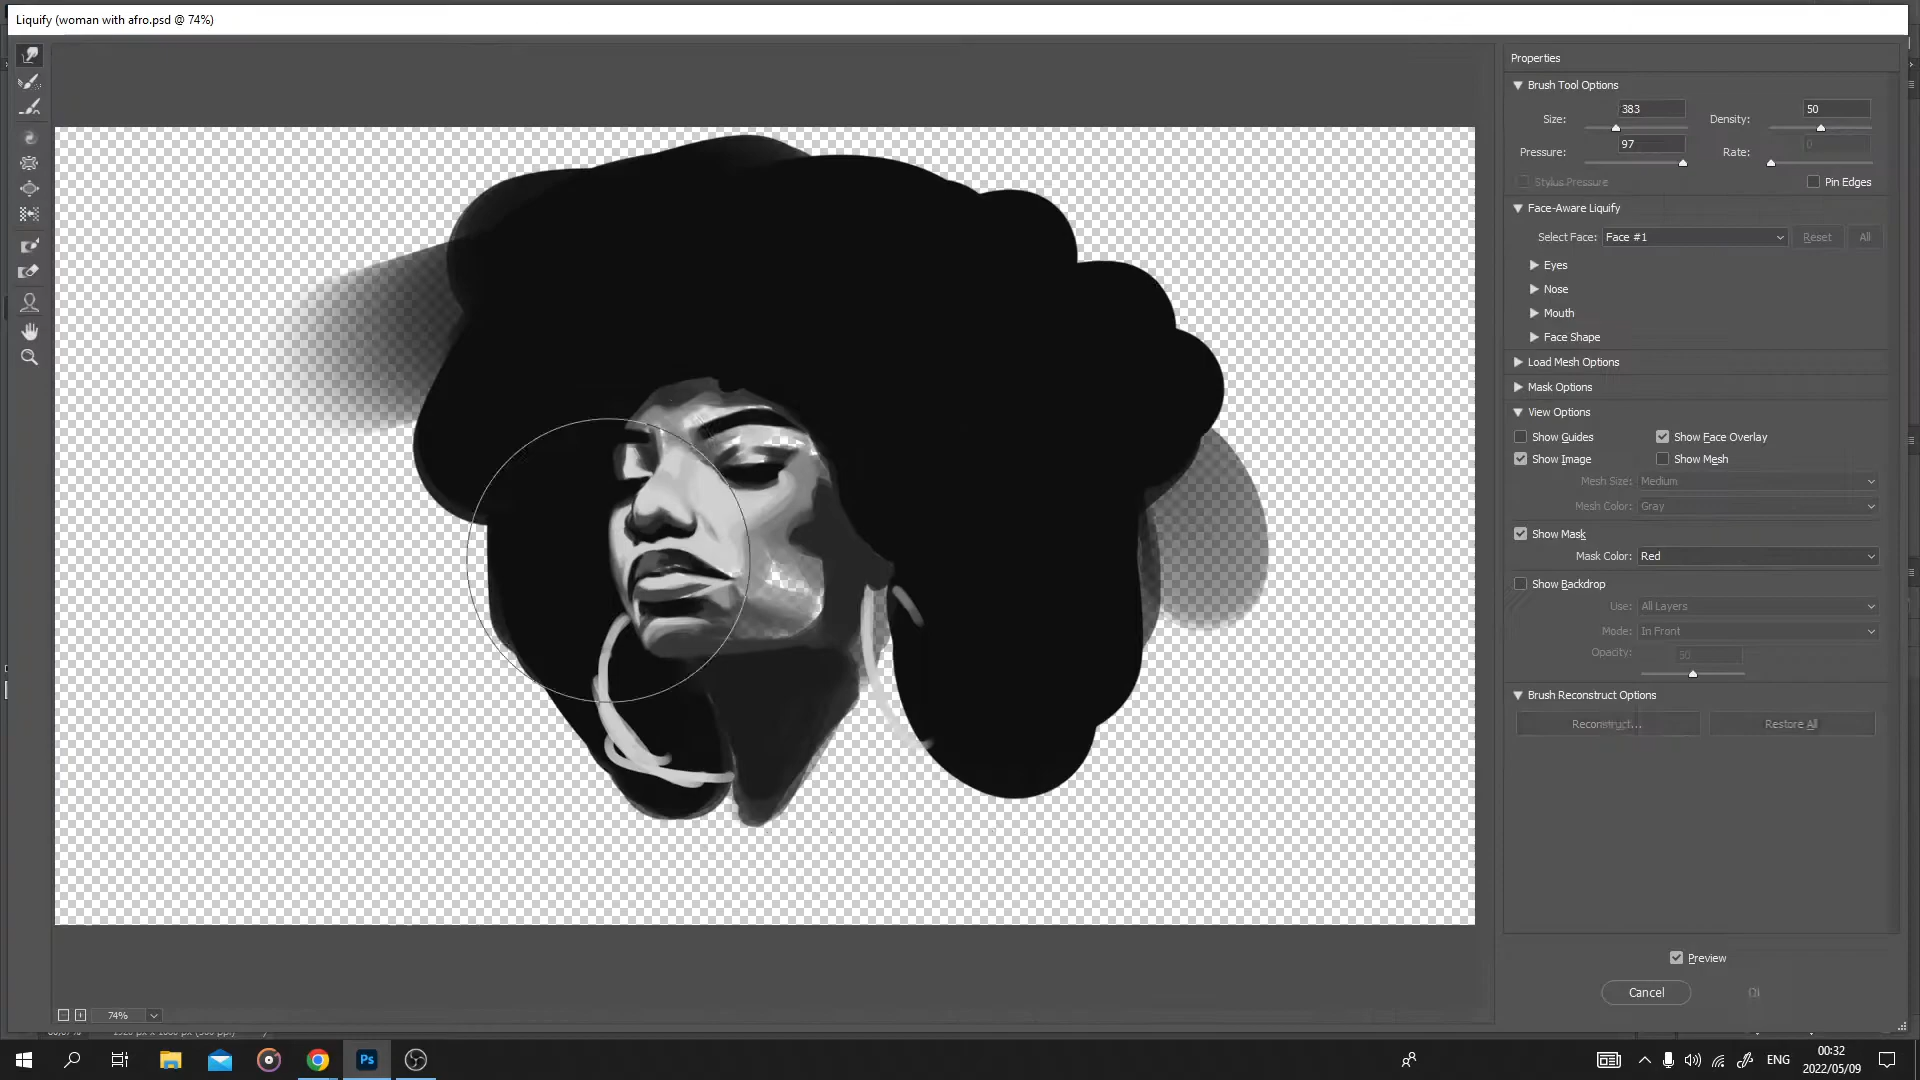 Liquify (woman with afro.psd @ 74%)
Properties
Brush Tool Options
Size: 383 Density: 50
Pressure: 97 Rate: 0
Stylus Pressure Pin Edges
Face-Aware Liquify
Select Face: Face #1 Reset All
Eyes
Nose
Mouth
Face Shape
Load Mesh Options
Mask Options
View Options
Show Guides Show Face Overlay
Show Image Show Mesh
Mesh Size: Medium
Mesh Color: Gray
Show Mask
Mask Color: Red
Show Backdrop
Use: All Layers
Mode: In Front
Opacity:
Brush Reconstruct Options
Reconstruct... Restore All
Preview
Cancel
74%
Ps
ENG
00:32
2022/05/09